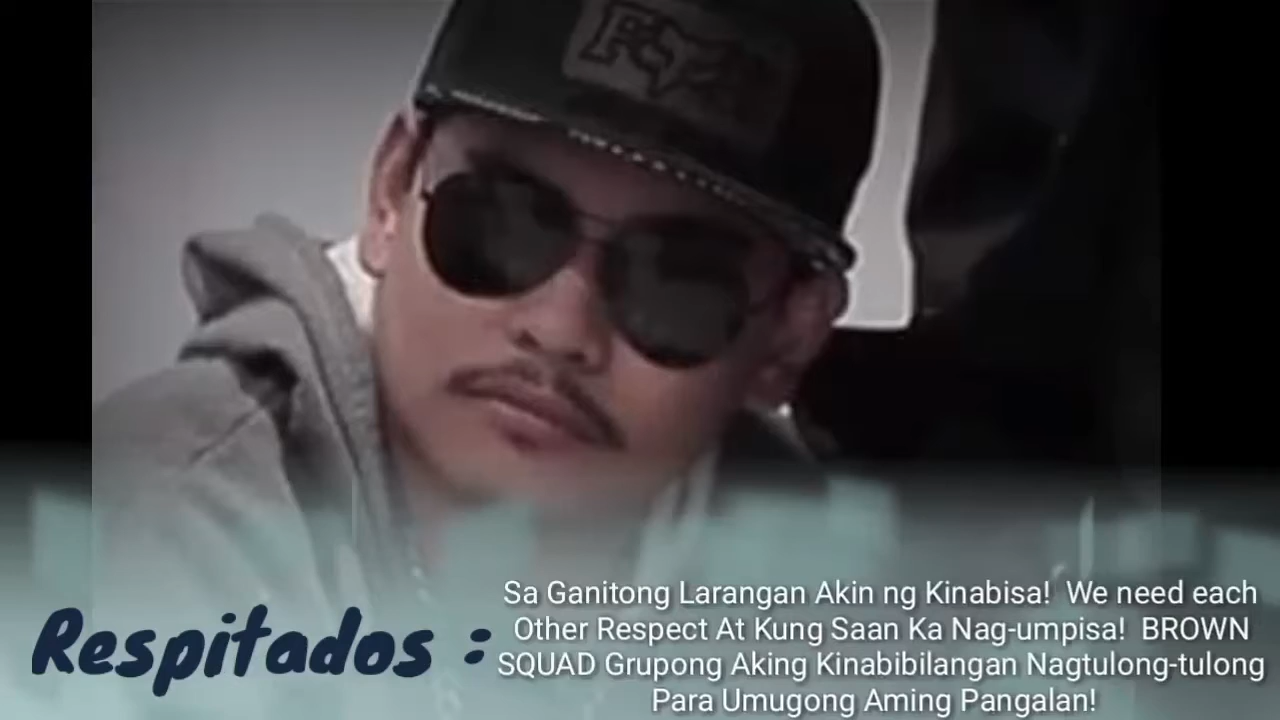 FOX
Respitados :
Sa Ganitong Larangan Akin ng Kinabisa! We need each
Other Respect At Kung Saan Ka Nag-umpisa! BROWN
SQUAD Grupong Aking Kinabibilangan Nagtulong-tulong
Para Umugong Aming Pangalan!